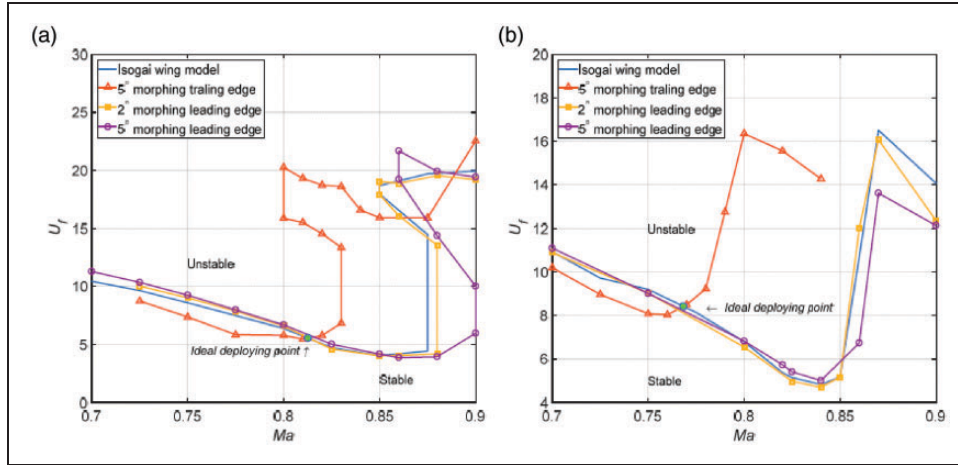 (a)
30
25
20
15
10
5
0
U_f
Isogai wing model
5° morphing traling edge
2° morphing leading edge
5° morphing leading edge
Unstable
Ideal deploying point ↑
Stable
0.7
0.75
0.8
0.85
0.9
Ma
(b)
20
18
16
14
12
10
8
6
4
U_f
Isogai wing model
5° morphing traling edge
2° morphing leading edge
5° morphing leading edge
Unstable
← Ideal deploying point
Stable
0.7
0.75
0.8
0.85
0.9
Ma